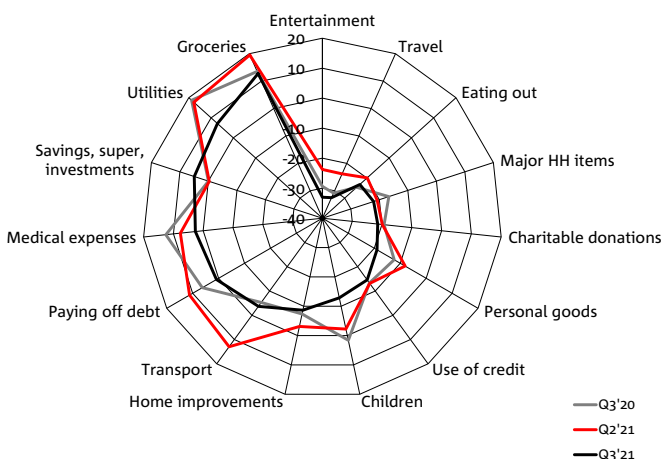 Entertainment
20
Groceries
Travel
10
Utilities
Eating out
0
-10
Savings, super,
investments
Major HH items
-20
-30
Medical expenses
-40
Charitable donations
Paying off debt
Personal goods
Transport
Use of credit
Home improvements
Children
Q3'20
Q2'21
Q3'21